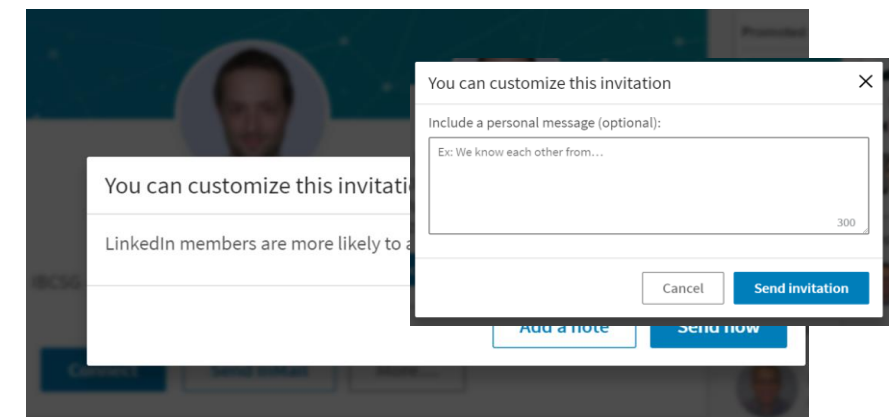 Promoted
You can customize this invitation
Include a personal message (optional):
Ex: We know each other from...
300
Cancel
Send invitation
You can customize this invitati
LinkedIn members are more likely to a
IBCSG
Add a note
Send now
Connect
Send InMail
More...